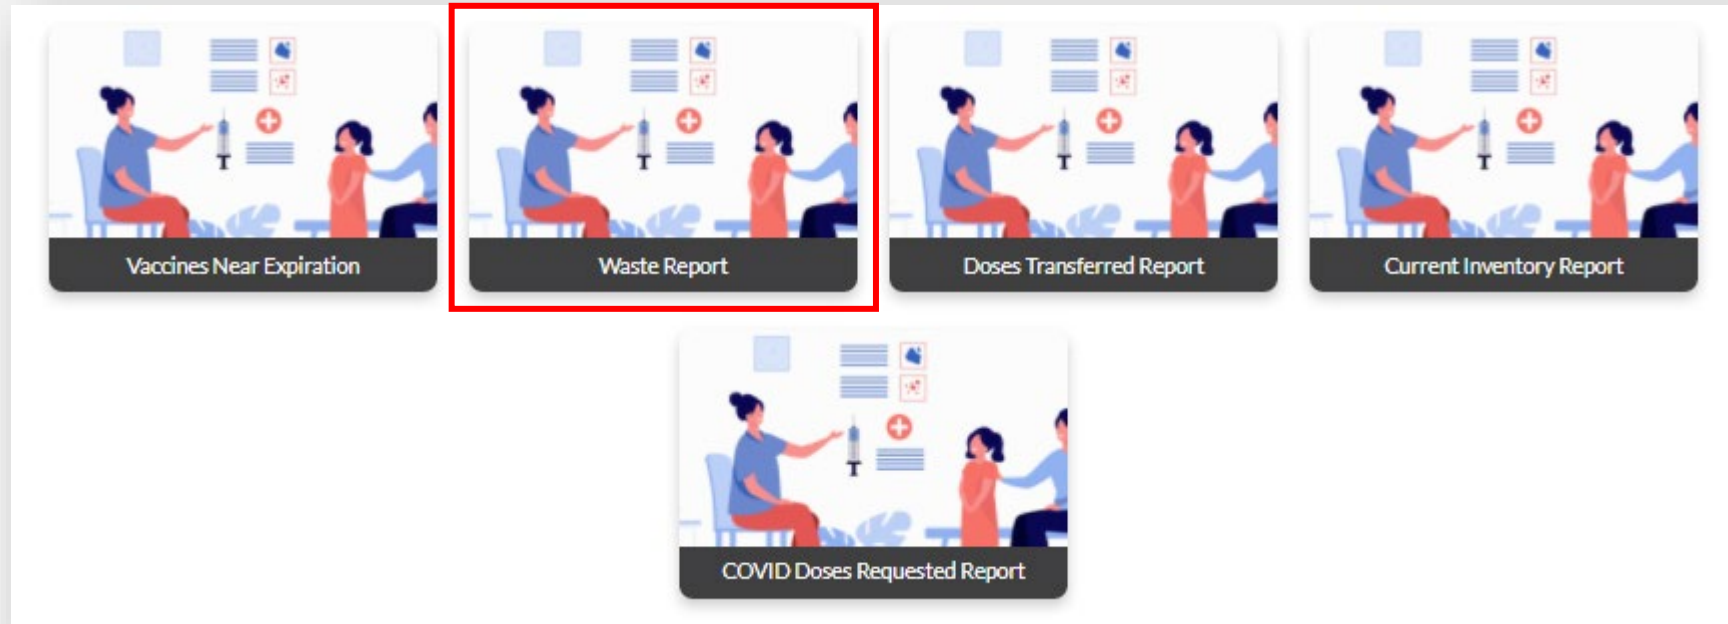 Vaccines Near Expiration
Waste Report
Doses Transferred Report
Current Inventory Report
COVID Doses Requested Report